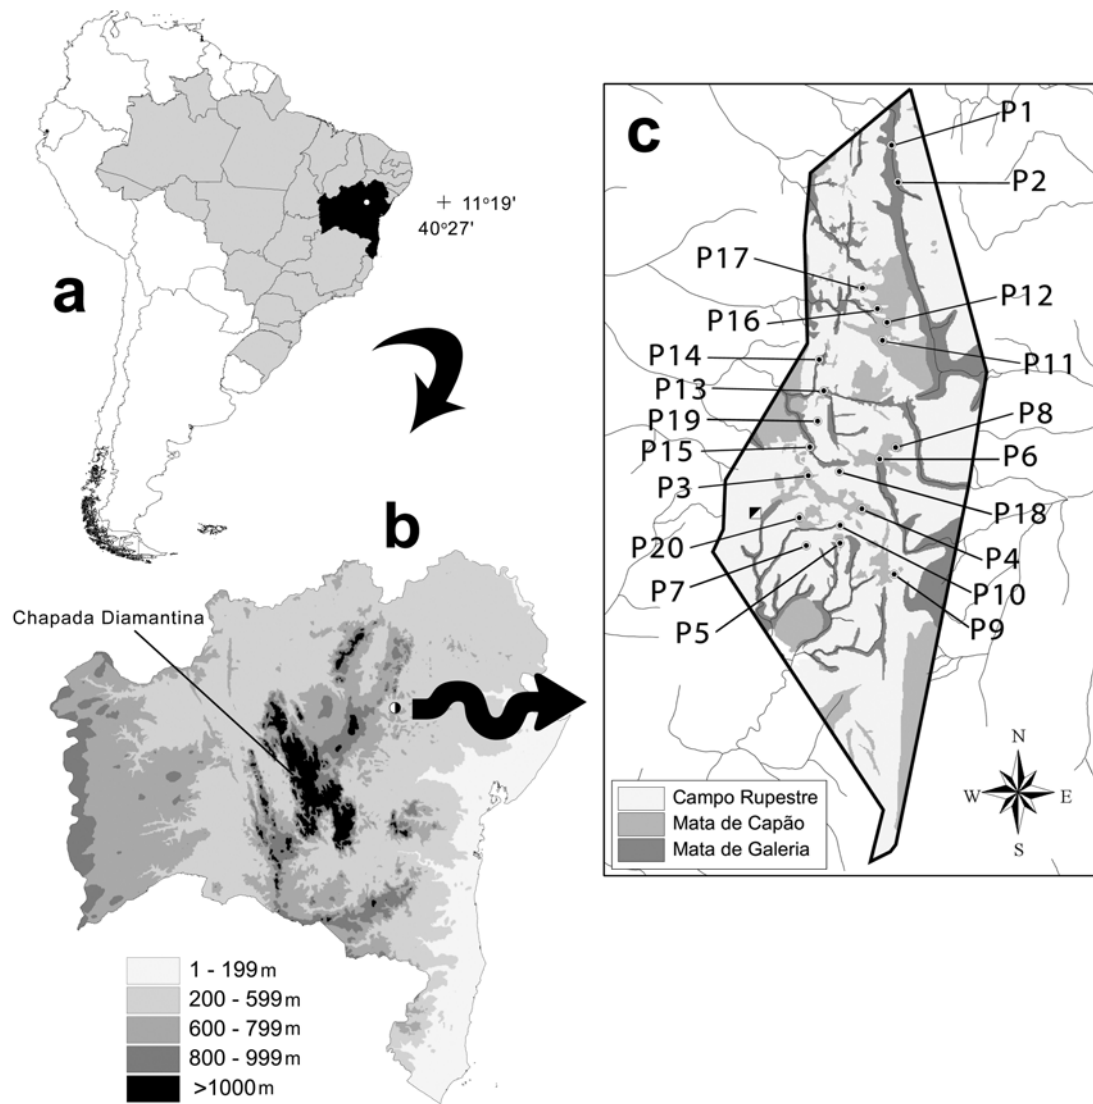 a
11°19'
40°27'
b
Chapada Diamantina
1 - 199m
200 - 599m
600 - 799m
800 - 999m
>1000m
c
P1
P2
P17
P12
P16
P11
P14
P13
P8
P19
P15
P6
P3
P18
P20
P4
P7
P10
P5
P9
N
W E
S
Campo Rupestre
Mata de Capão
Mata de Galeria